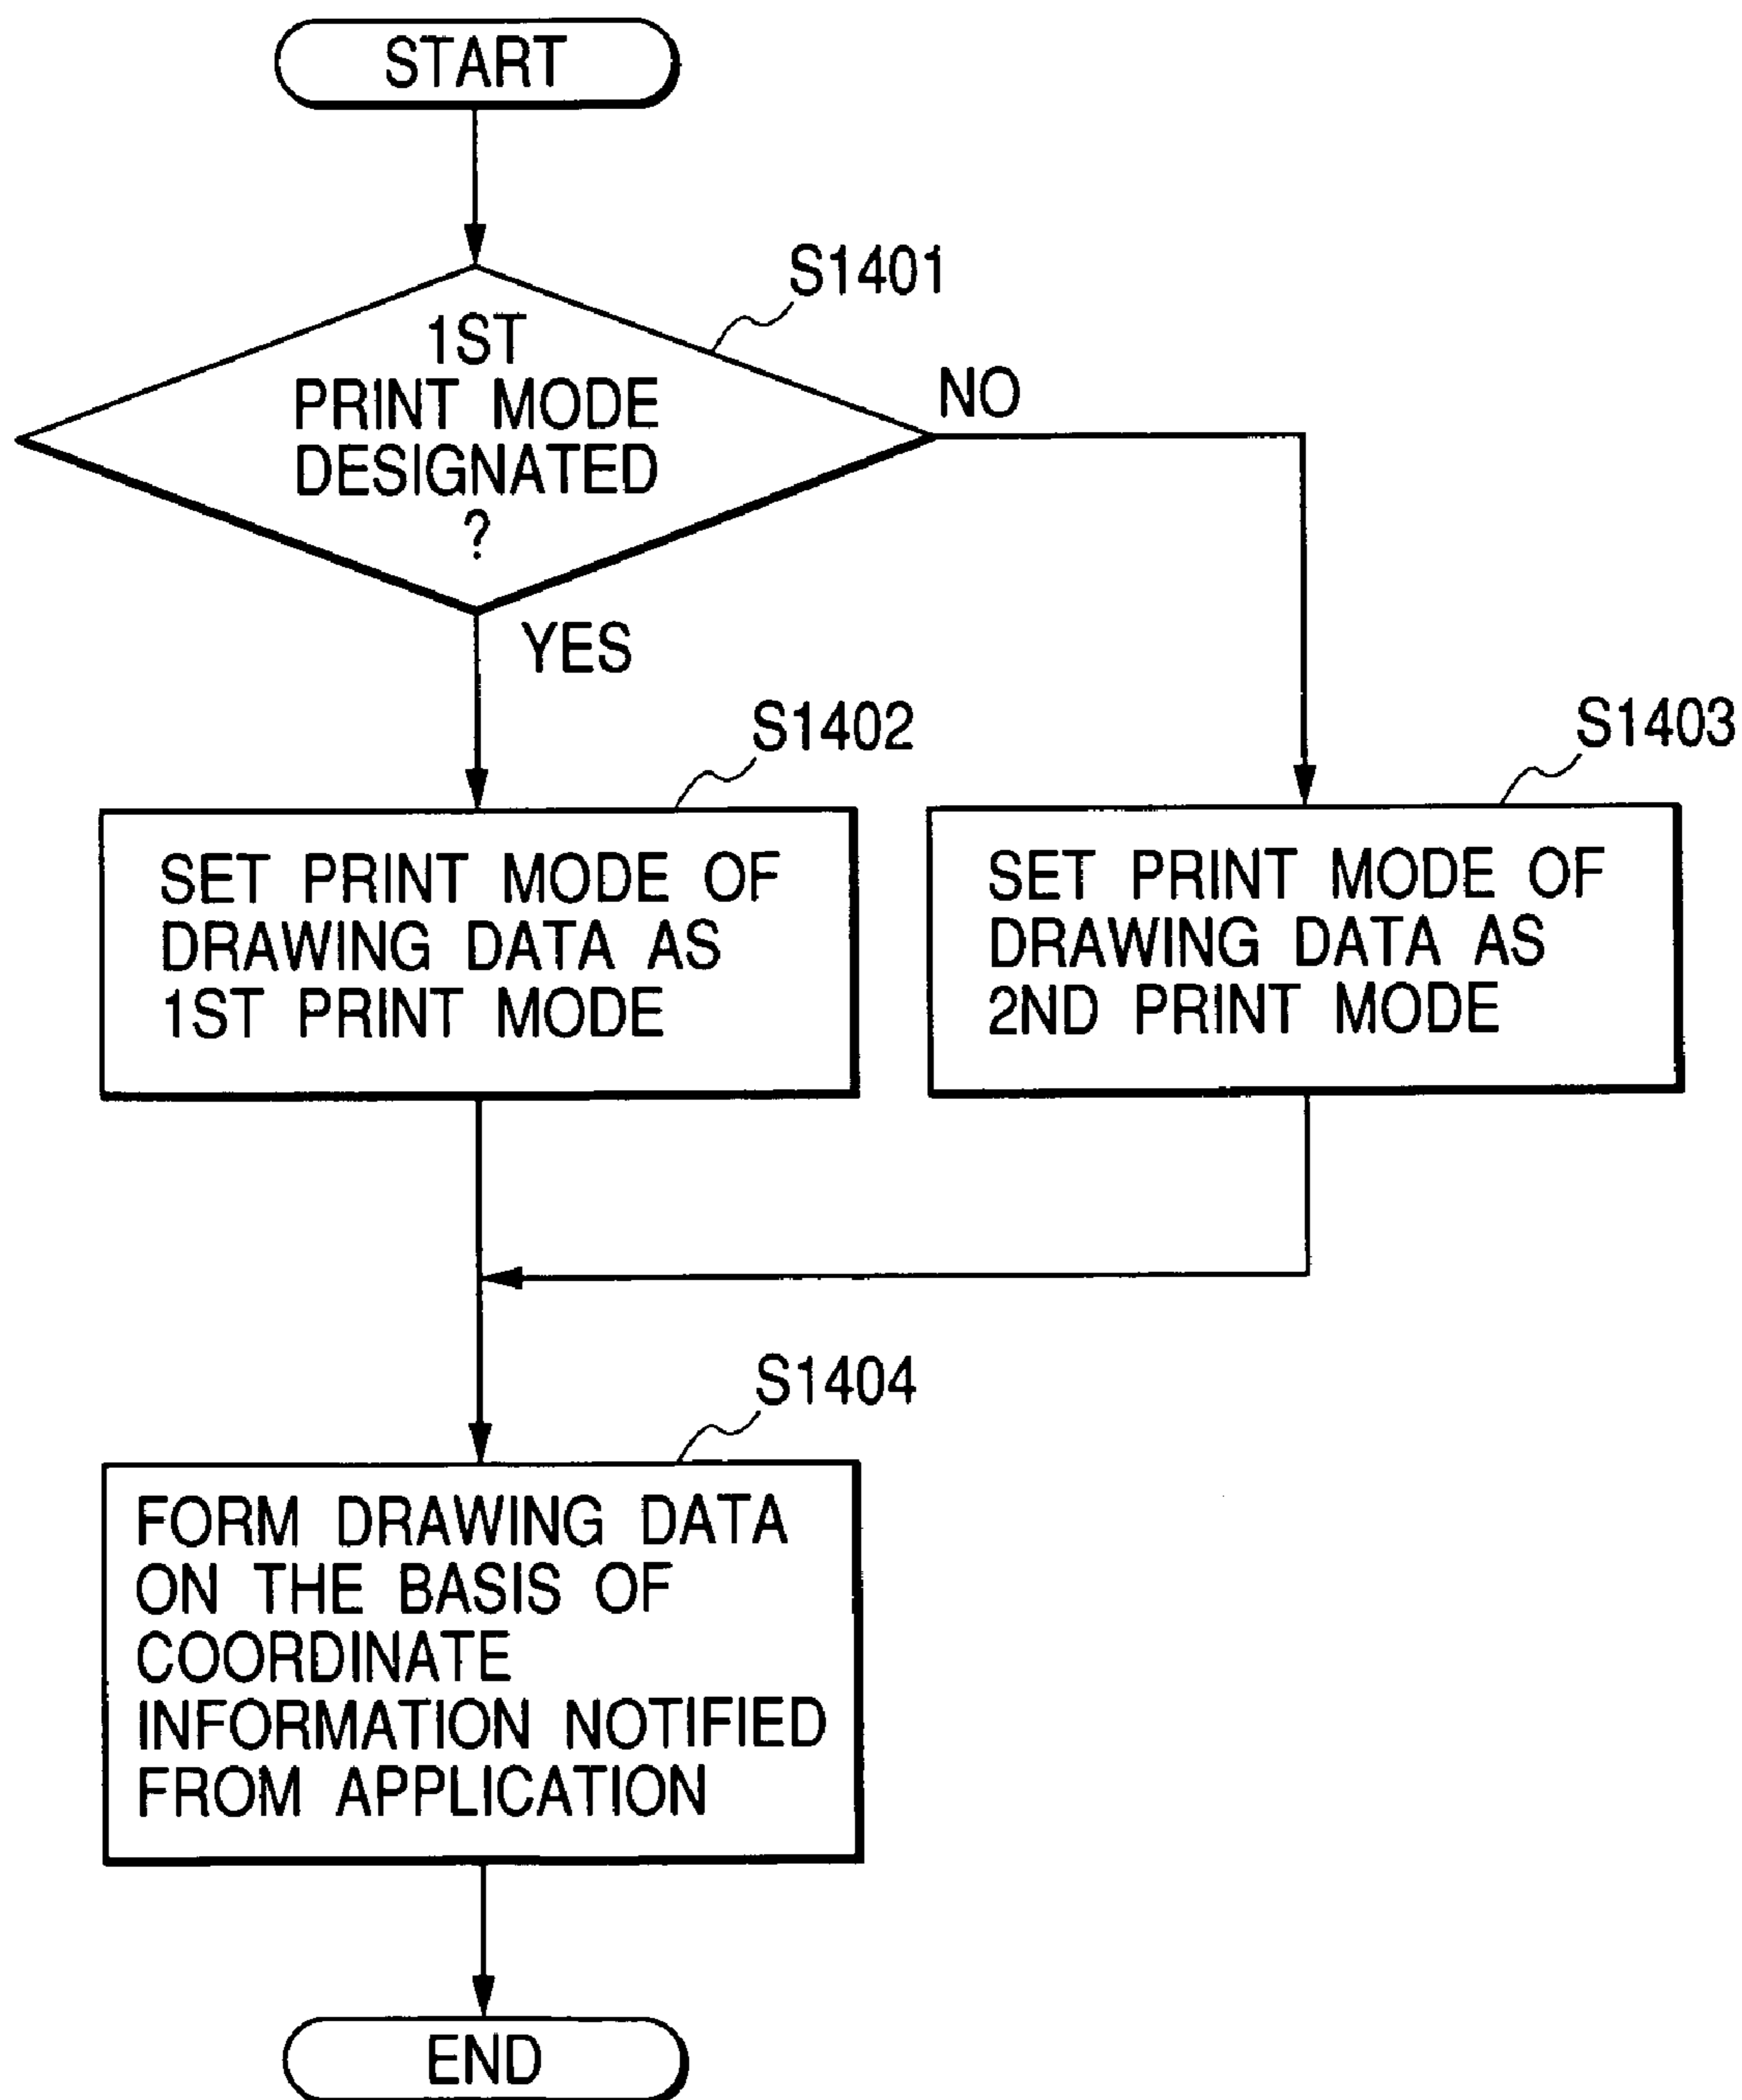 START
S1401
1ST
PRINT MODE
DESIGNATED
?
NO
YES
S1402
SET PRINT MODE OF
DRAWING DATA AS
1ST PRINT MODE
S1403
SET PRINT MODE OF
DRAWING DATA AS
2ND PRINT MODE
S1404
FORM DRAWING DATA
ON THE BASIS OF
COORDINATE
INFORMATION NOTIFIED
FROM APPLICATION
END